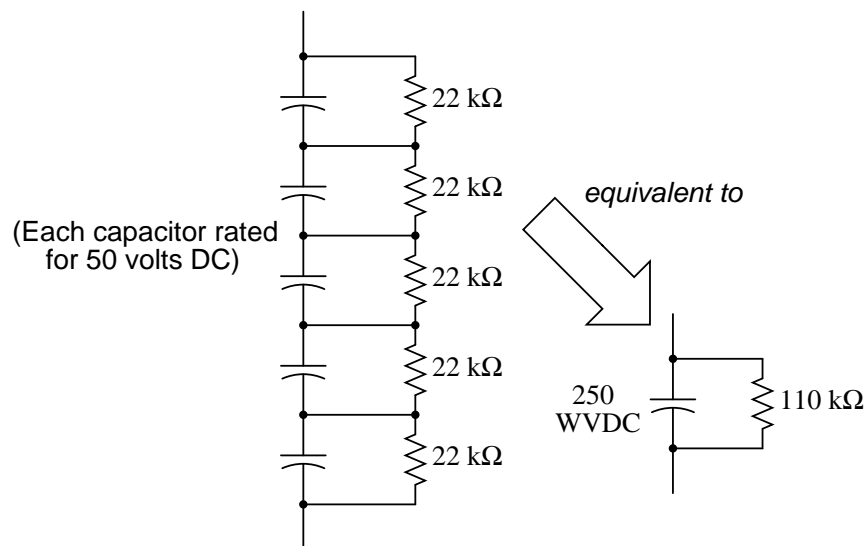 22 kΩ
22 kΩ
equivalent to
(Each capacitor rated
for 50 volts DC)
22 kΩ
22 kΩ
250
WVDC
110 kΩ
22 kΩ